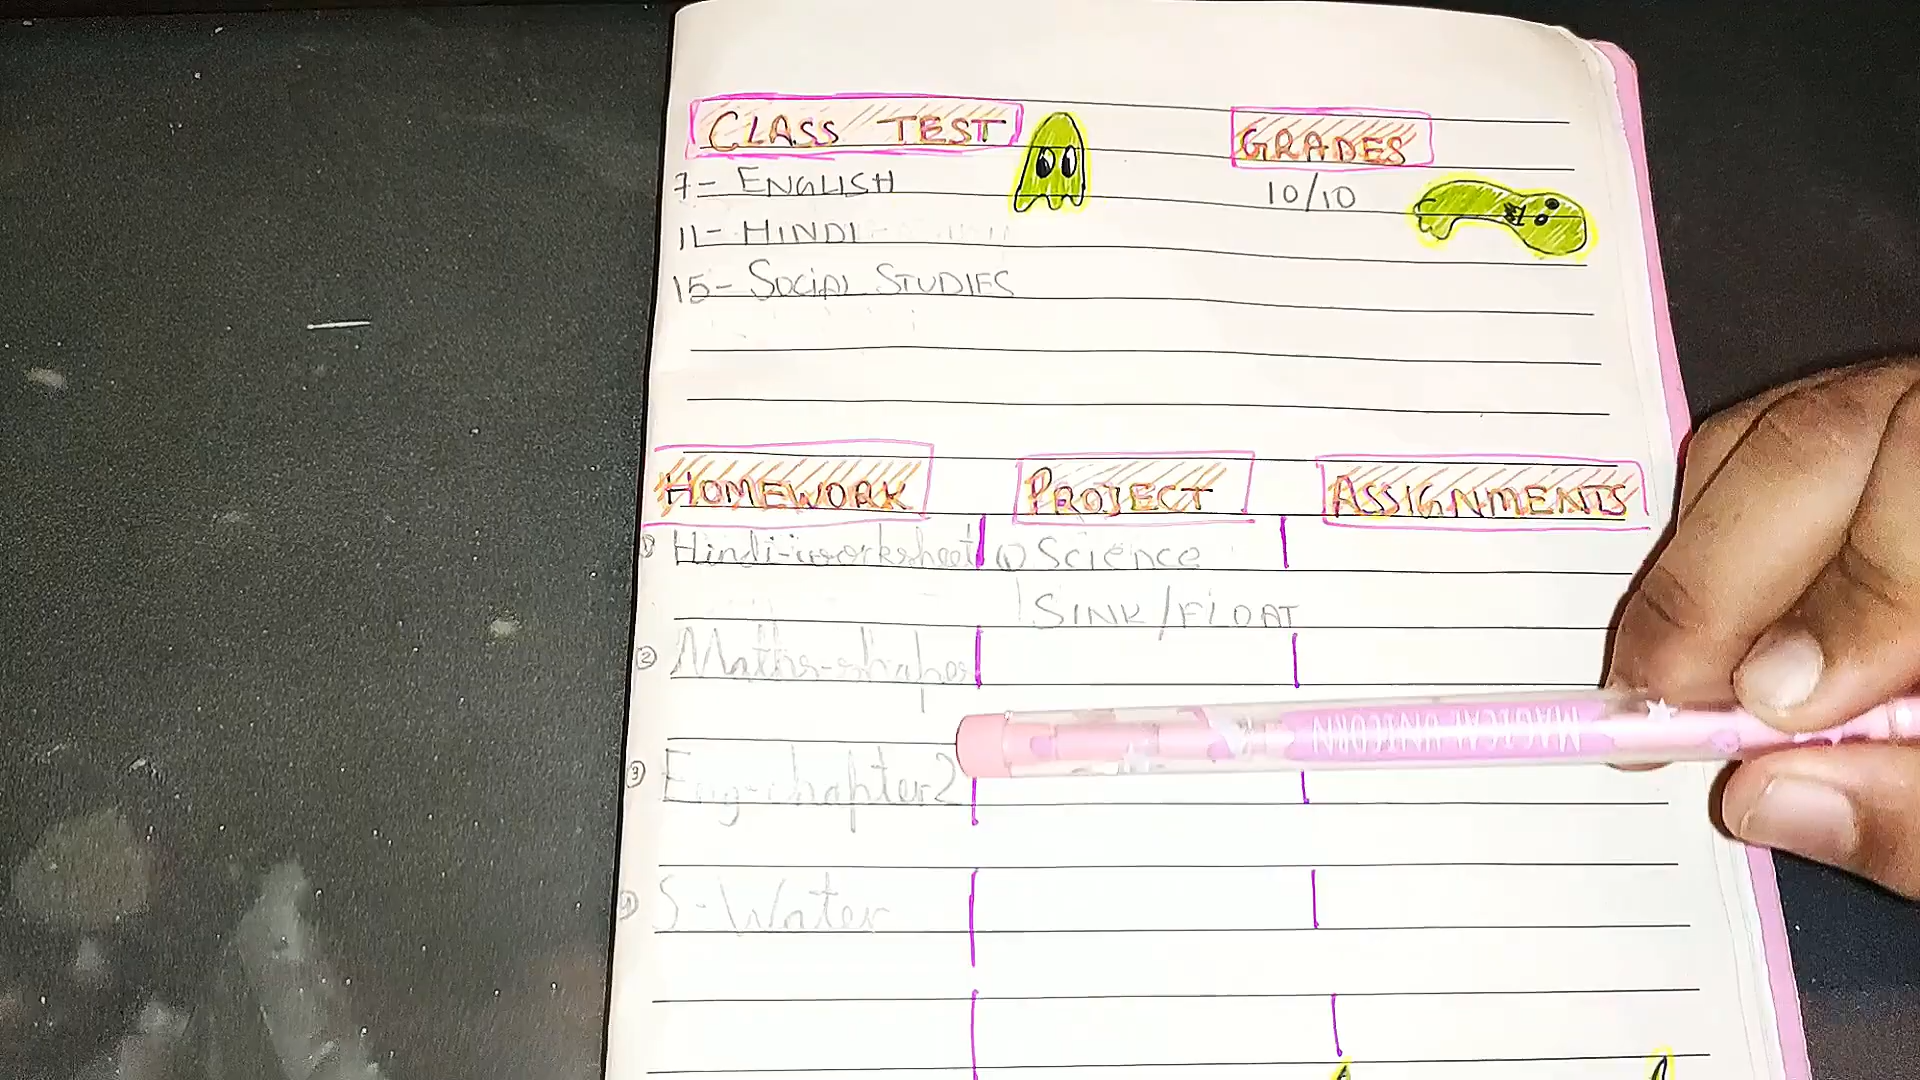 CLASS TEST GRADES
7- ENGLISH 10/10
11- HINDI
15- SOCIAL STUDIES
HOMEWORK PROJECT ASSIGNMENTS
① Hindi-worksheet ① Science
SINK/FLOAT
② Maths-shapes
MAGICAL UNICORN
③ Eng-chapter2
④ S-Water